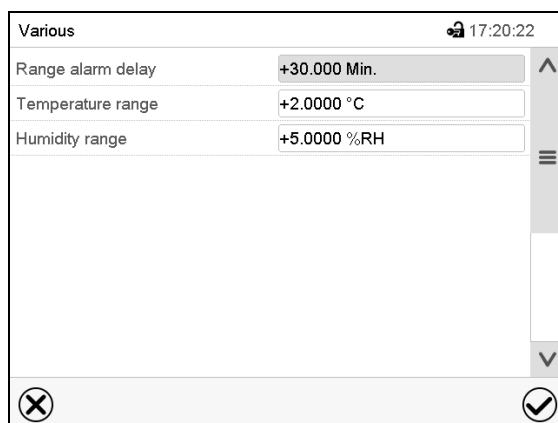 Various 17:20:22
Range alarm delay +30.000 Min.
Temperature range +2.0000 °C
Humidity range +5.0000 %RH